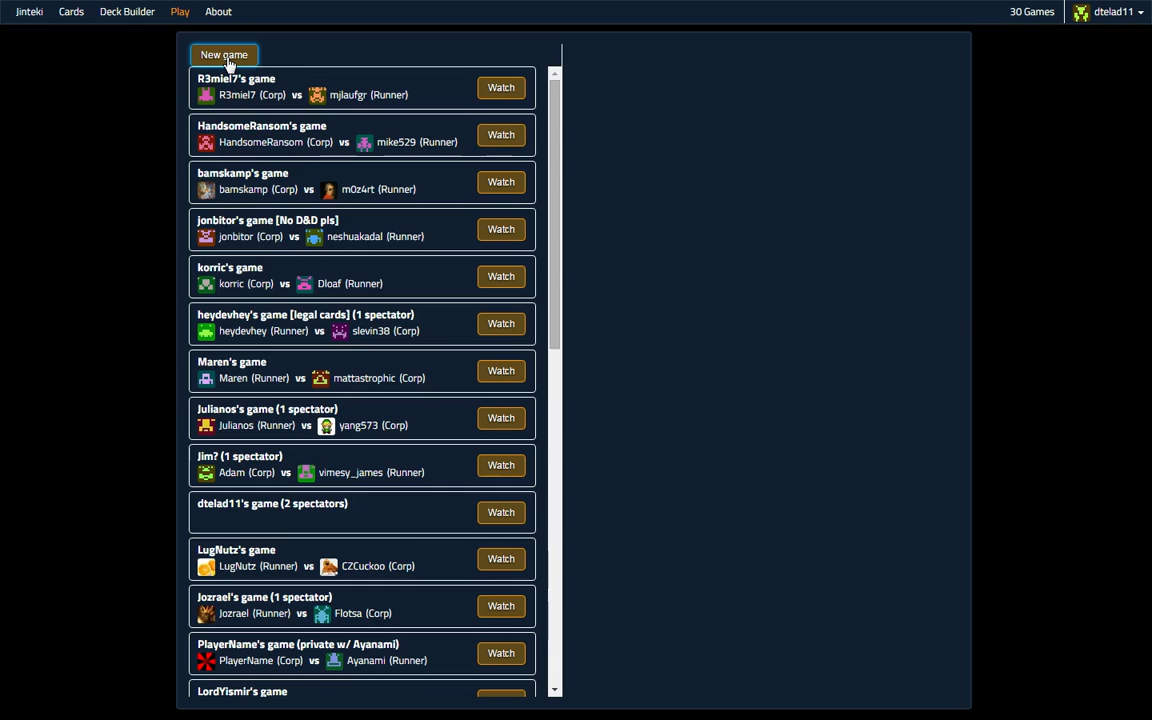 Jinteki Cards Deck Builder Play About 30 Games dtelad11
New game
R3miel7's game
R3miel7 (Corp) vs mjlaufgr (Runner) Watch
HandsomeRansom's game
HandsomeRansom (Corp) vs mike529 (Runner) Watch
bamskamp's game
bamskamp (Corp) vs m0z4rt (Runner) Watch
jonbitor's game [No D&D pls]
jonbitor (Corp) vs neshuakadal (Runner) Watch
korric's game
korric (Corp) vs Dloaf (Runner) Watch
heydevhey's game [legal cards] (1 spectator)
heydevhey (Runner) vs slevin38 (Corp) Watch
Maren's game
Maren (Runner) vs mattastrophic (Corp) Watch
Julianos's game (1 spectator)
Julianos (Runner) vs yang573 (Corp) Watch
Jim? (1 spectator)
Adam (Corp) vs vimesy_james (Runner) Watch
dtelad11's game (2 spectators)
Watch
LugNutz's game
LugNutz (Runner) vs CZCuckoo (Corp) Watch
Jozrael's game (1 spectator)
Jozrael (Runner) vs Flotsa (Corp) Watch
PlayerName's game (private w/ Ayanami)
PlayerName (Corp) vs Ayanami (Runner) Watch
LordYismir's game